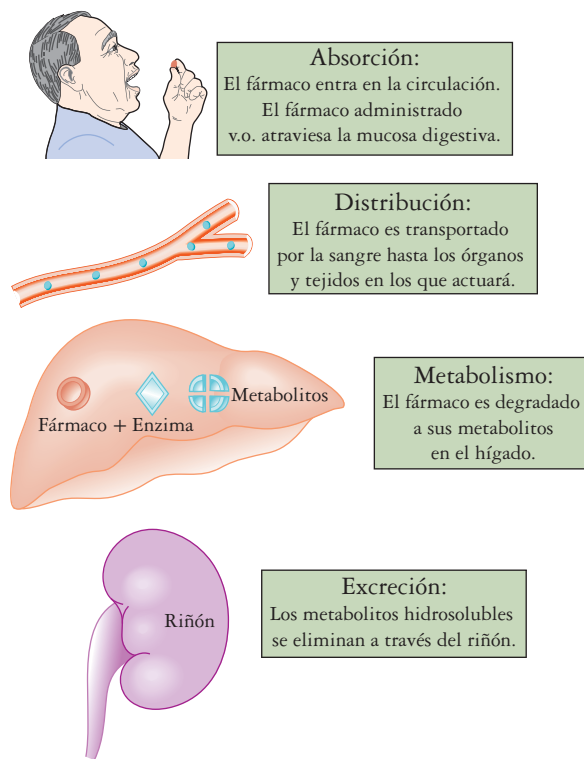 Absorción:
El fármaco entra en la circulación.
El fármaco administrado
v.o. atraviesa la mucosa digestiva.
Distribución:
El fármaco es transportado
por la sangre hasta los órganos
y tejidos en los que actuará.
Metabolitos
Fármaco + Enzima
Metabolismo:
El fármaco es degradado
a sus metabolitos
en el hígado.
Riñón
Excreción:
Los metabolitos hidrosolubles
se eliminan a través del riñón.